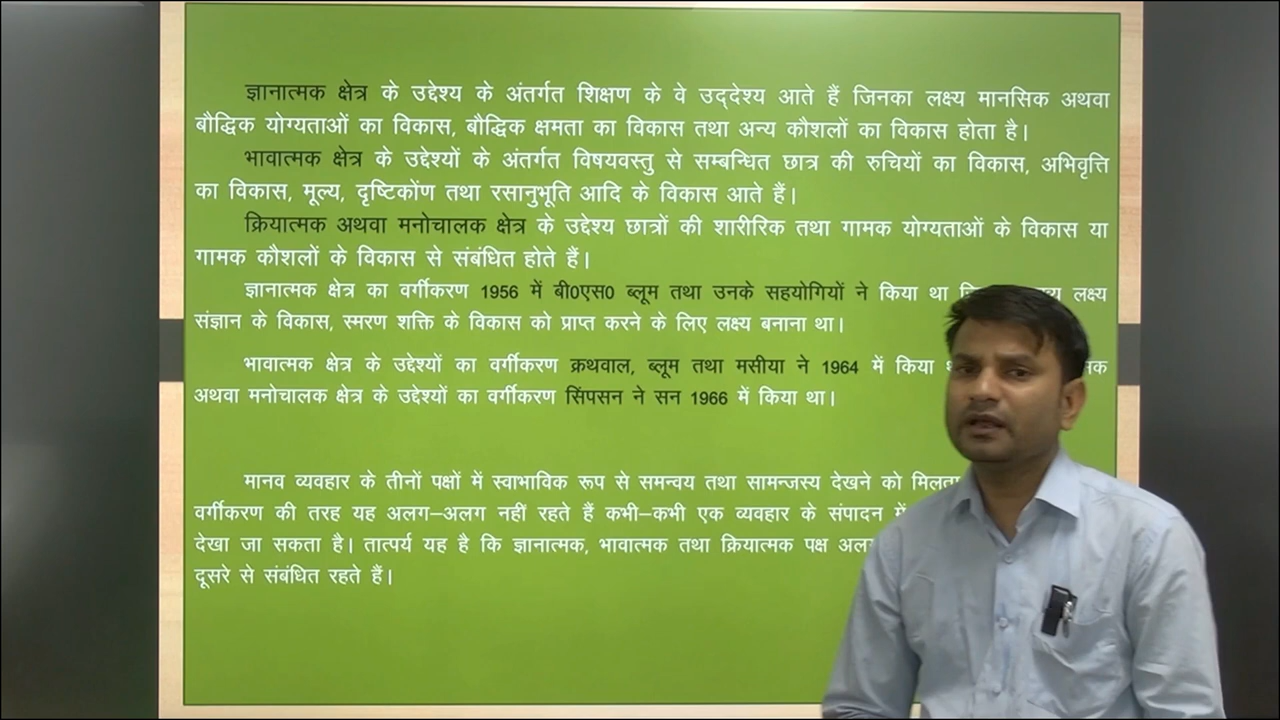 ज्ञानात्मक क्षेत्र के उद्देश्य के अंतर्गत शिक्षण के वे उद्देश्य आते हैं जिनका लक्ष्य मानसिक अथवा
बौद्धिक योग्यताओं का विकास, बौद्धिक क्षमता का विकास तथा अन्य कौशलों का विकास होता है।
भावात्मक क्षेत्र के उद्देश्यों के अंतर्गत विषयवस्तु से सम्बन्धित छात्र की रुचियों का विकास, अभिवृत्ति
का विकास, मूल्य, दृष्टिकोंण तथा रसानुभूति आदि के विकास आते हैं।
क्रियात्मक अथवा मनोचालक क्षेत्र के उद्देश्य छात्रों की शारीरिक तथा गामक योग्यताओं के विकास या
गामक कौशलों के विकास से संबंधित होते हैं।
ज्ञानात्मक क्षेत्र का वर्गीकरण 1956 में बी0एस0 ब्लूम तथा उनके सहयोगियों ने किया था लक्ष्य
संज्ञान के विकास, स्मरण शक्ति के विकास को प्राप्त करने के लिए लक्ष्य बनाना था।
भावात्मक क्षेत्र के उद्देश्यों का वर्गीकरण क्रथवाल, ब्लूम तथा मसीया ने 1964 में किया
अथवा मनोचालक क्षेत्र के उद्देश्यों का वर्गीकरण सिंपसन ने सन 1966 में किया था।
मानव व्यवहार के तीनों पक्षों में स्वाभाविक रूप से समन्वय तथा सामन्जस्य देखने को
वर्गीकरण की तरह यह अलग–अलग नहीं रहते हैं कभी–कभी एक व्यवहार के संपादन में
देखा जा सकता है। तात्पर्य यह है कि ज्ञानात्मक, भावात्मक तथा क्रियात्मक पक्ष
दूसरे से संबंधित रहते हैं।